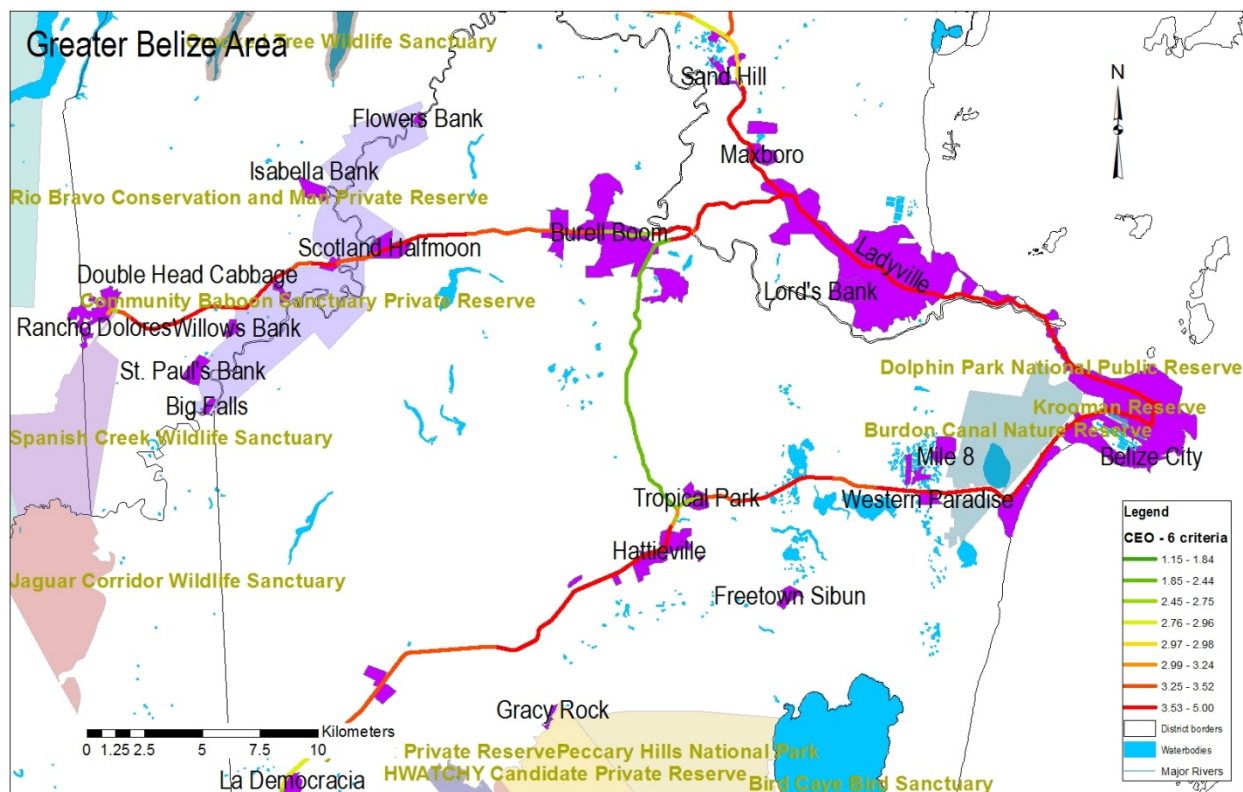 Greater Belize Area
Crooked Tree Wildlife Sanctuary
Sand Hill
N
Flowers Bank
Maxboro
Isabella Bank
Rio Bravo Conservation and Man Private Reserve
Burell Boom
Scotland Halfmoon
Ladyville
Double Head Cabbage
Lord's Bank
Community Baboon Sanctuary Private Reserve
Rancho Dolores
Willows Bank
St. Paul's Bank
Dolphin Park National Public Reserve
Big Falls
Krooman Reserve
Burdon Canal Nature Reserve
Spanish Creek Wildlife Sanctuary
Mile 8
Belize City
Tropical Park
Western Paradise
Hattieville
Jaguar Corridor Wildlife Sanctuary
Freetown Sibun
Gracy Rock
Kilometers
0 1.25 2.5 5 7.5 10
Private Reserve
Peccary Hills National Park
HWATCHY Candidate Private Reserve
La Democracia
Bird Caye Bird Sanctuary
Legend
CEO - 6 criteria
1.15 - 1.84
1.85 - 2.44
2.45 - 2.75
2.76 - 2.96
2.97 - 2.98
2.99 - 3.24
3.25 - 3.52
3.53 - 5.00
District borders
Waterbodies
Major Rivers